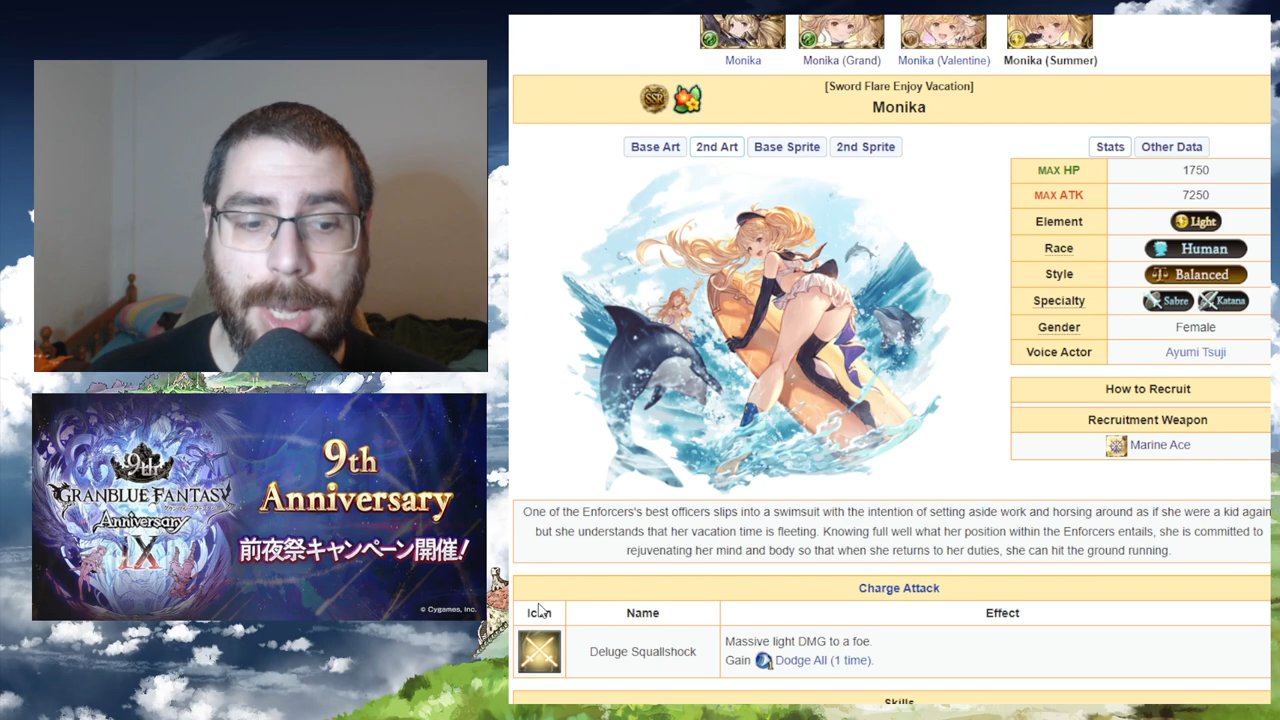 Monika
Monika (Grand)
Monika (Valentine)
Monika (Summer)
SSR
[Sword Flare Enjoy Vacation]
Monika
Base Art
2nd Art
Base Sprite
2nd Sprite
Stats
Other Data
MAX HP 1750
MAX ATK 7250
Element Light
Race Human
Style Balanced
Specialty Sabre Katana
Gender Female
Voice Actor Ayumi Tsuji
How to Recruit
Recruitment Weapon
Marine Ace
One of the Enforcers's best officers slips into a swimsuit with the intention of setting aside work and horsing around as if she were a kid again
but she understands that her vacation time is fleeting. Knowing full well what her position within the Enforcers entails, she is committed to
rejuvenating her mind and body so that when she returns to her duties, she can hit the ground running.
Charge Attack
Icon Name Effect
Deluge Squallshock
Massive light DMG to a foe.
Gain Dodge All (1 time).
Skills
9th
GRANBLUE FANTASY
Anniversary
IX
9th
Anniversary
前夜祭キャンペーン開催!
© Cygames, Inc.